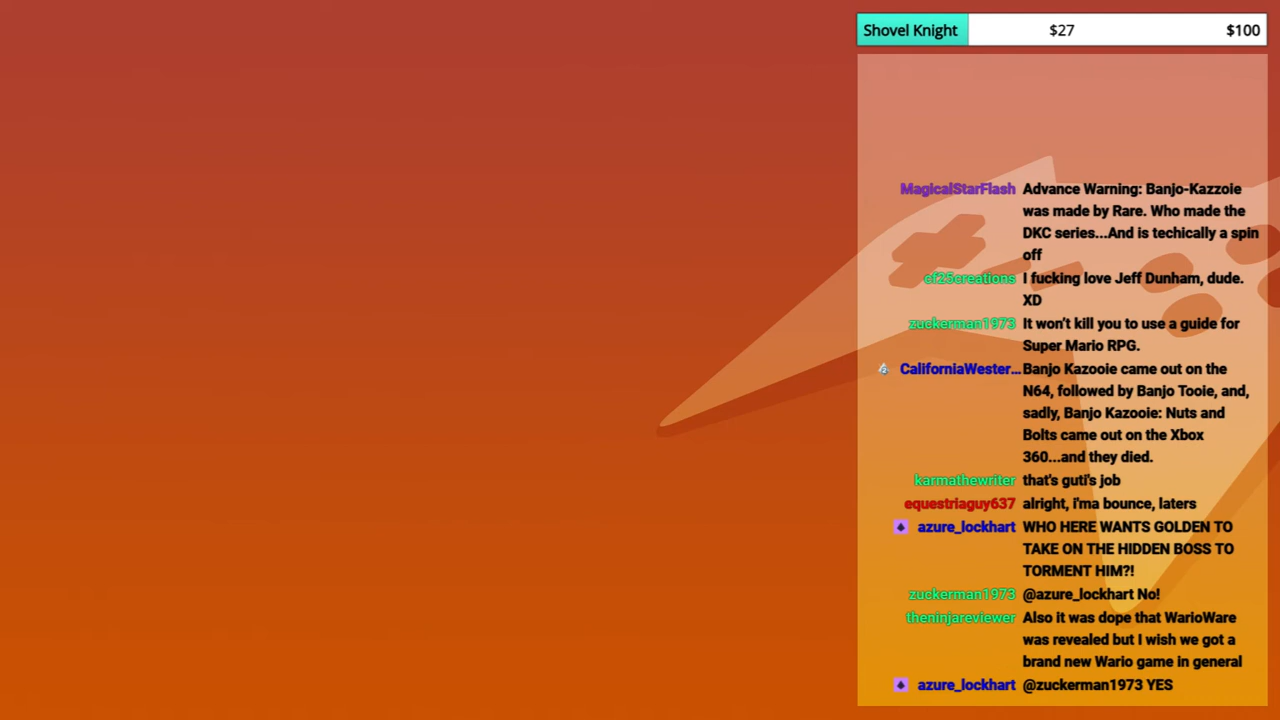 Shovel Knight $27 $100
MagicalStarFlash Advance Warning: Banjo-Kazzoie
was made by Rare. Who made the
DKC series...And is techically a spin
off
cf25creations I fucking love Jeff Dunham, dude.
XD
zuckerman1973 It won't kill you to use a guide for
Super Mario RPG.
CaliforniaWester... Banjo Kazooie came out on the
N64, followed by Banjo Tooie, and,
sadly, Banjo Kazooie: Nuts and
Bolts came out on the Xbox
360...and they died.
karmathewriter that's guti's job
equestriaguy637 alright, i'ma bounce, laters
azure_lockhart WHO HERE WANTS GOLDEN TO
TAKE ON THE HIDDEN BOSS TO
TORMENT HIM?!
zuckerman1973 @azure_lockhart No!
theninjareviewer Also it was dope that WarioWare
was revealed but I wish we got a
brand new Wario game in general
azure_lockhart @zuckerman1973 YES